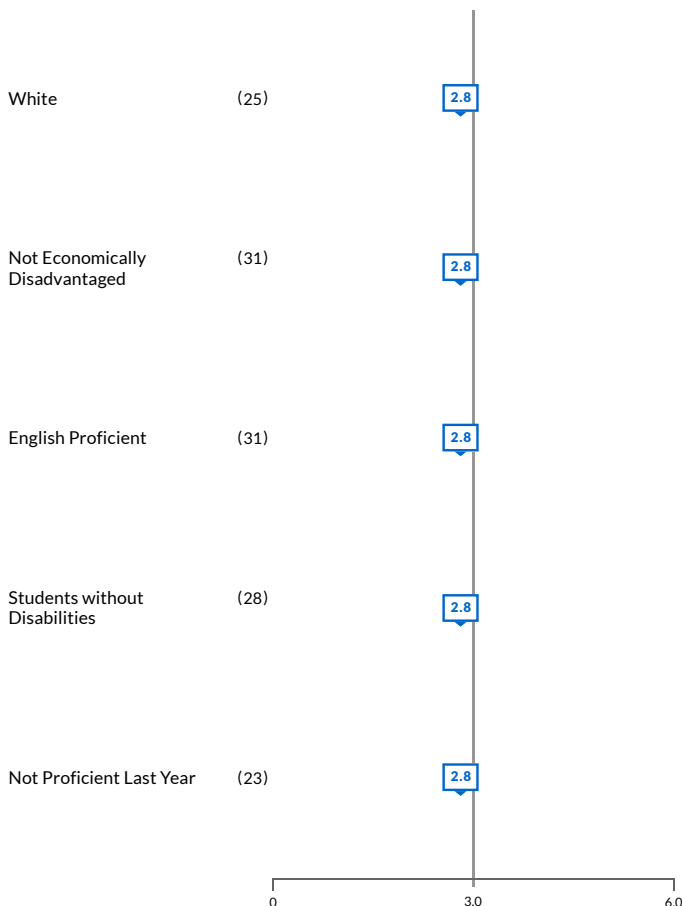 White (25) 2.8
Not Economically (31) 2.8
Disadvantaged
English Proficient (31) 2.8
Students without (28) 2.8
Disabilities
Not Proficient Last Year (23) 2.8
0 3.0 6.0